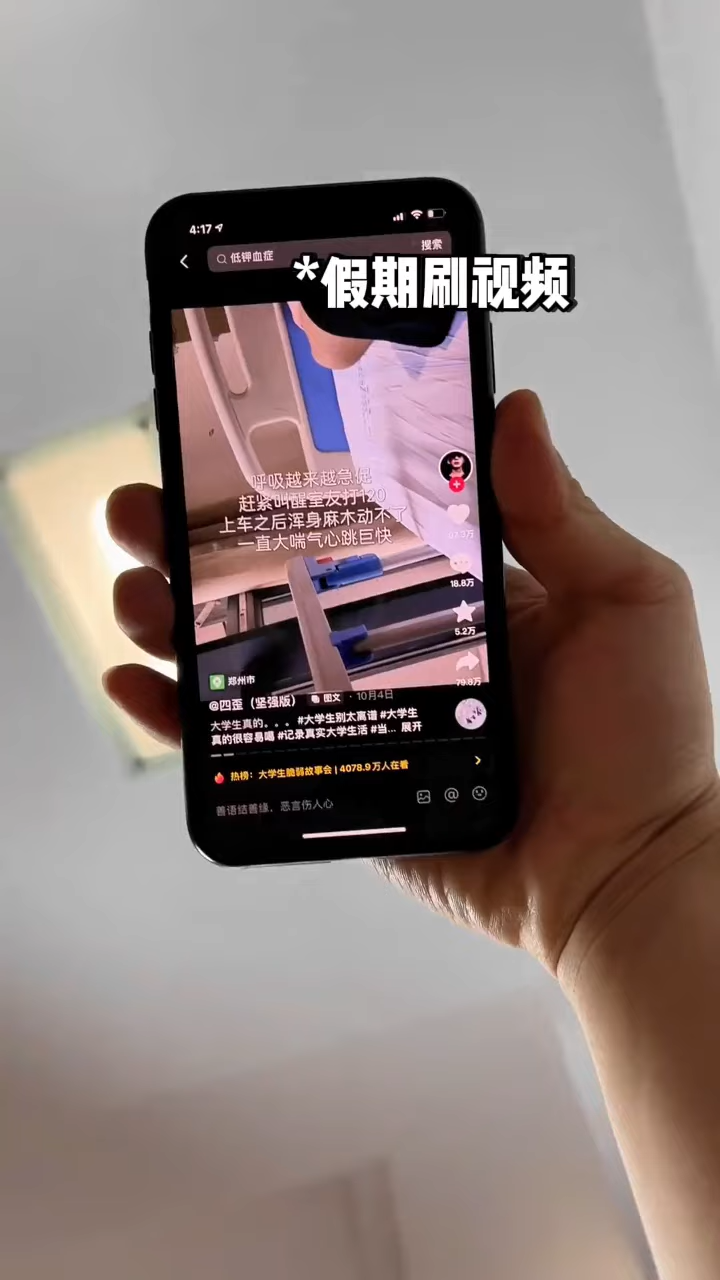 4:17
低钾血症
搜索
*假期刷视频
呼吸越来越急促
赶紧叫醒室友打120
上车之后浑身麻木动不了
一直大喘气心跳巨快
18.8万
5.2万
79.6万
郑州市
@四歪（坚强版） 图文 · 10月4日
大学生真的。。。#大学生别太离谱 #大学生
真的很容易噶 #记录真实大学生活 #当... 展开
热榜：大学生脆弱故事会 | 4078.9万人在看
善语结善缘，恶言伤人心